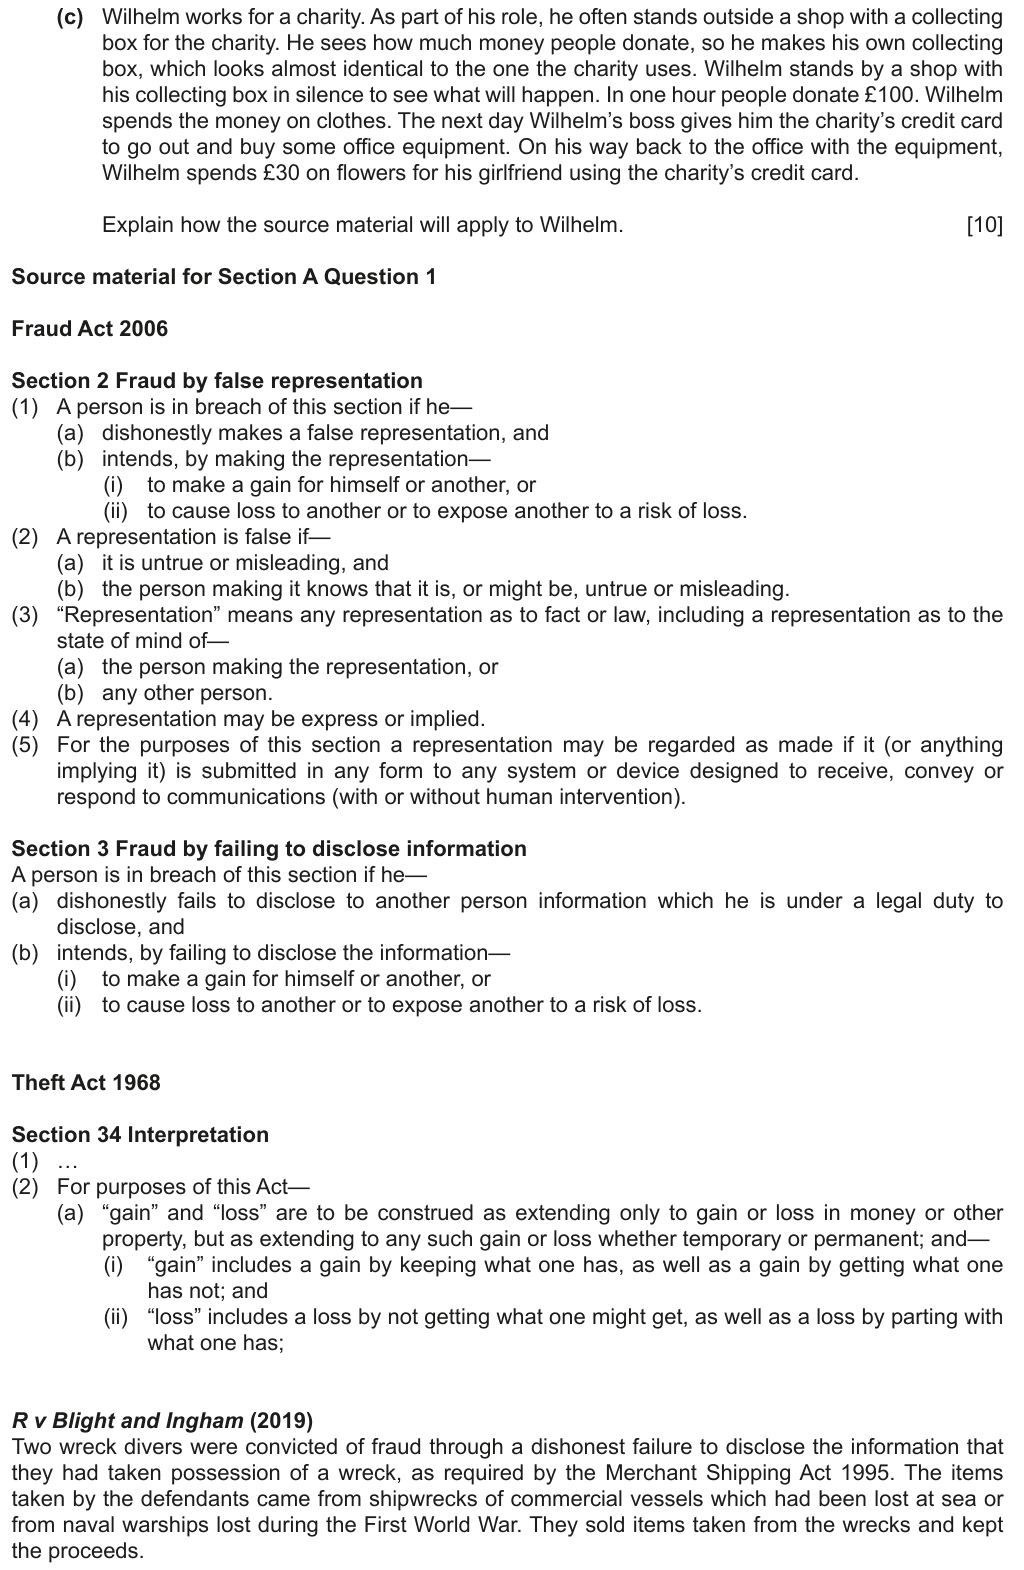 (c) Wilhelm works for a charity. As part of his role, he often stands outside a shop with a collecting
box for the charity. He sees how much money people donate, so he makes his own collecting
box, which looks almost identical to the one the charity uses. Wilhelm stands by a shop with
his collecting box in silence to see what will happen. In one hour people donate £100. Wilhelm
spends the money on clothes. The next day Wilhelm’s boss gives him the charity’s credit card
to go out and buy some office equipment. On his way back to the office with the equipment,
Wilhelm spends £30 on flowers for his girlfriend using the charity’s credit card.
Explain how the source material will apply to Wilhelm. [10]
Source material for Section A Question 1
Fraud Act 2006
Section 2 Fraud by false representation
(1) A person is in breach of this section if he—
(a) dishonestly makes a false representation, and
(b) intends, by making the representation—
(i) to make a gain for himself or another, or
(ii) to cause loss to another or to expose another to a risk of loss.
(2) A representation is false if—
(a) it is untrue or misleading, and
(b) the person making it knows that it is, or might be, untrue or misleading.
(3) “Representation” means any representation as to fact or law, including a representation as to the
state of mind of—
(a) the person making the representation, or
(b) any other person.
(4) A representation may be express or implied.
(5) For the purposes of this section a representation may be regarded as made if it (or anything
implying it) is submitted in any form to any system or device designed to receive, convey or
respond to communications (with or without human intervention).
Section 3 Fraud by failing to disclose information
A person is in breach of this section if he—
(a) dishonestly fails to disclose to another person information which he is under a legal duty to
disclose, and
(b) intends, by failing to disclose the information—
(i) to make a gain for himself or another, or
(ii) to cause loss to another or to expose another to a risk of loss.
Theft Act 1968
Section 34 Interpretation
(1) …
(2) For purposes of this Act—
(a) “gain” and “loss” are to be construed as extending only to gain or loss in money or other
property, but as extending to any such gain or loss whether temporary or permanent; and—
(i) “gain” includes a gain by keeping what one has, as well as a gain by getting what one
has not; and
(ii) “loss” includes a loss by not getting what one might get, as well as a loss by parting with
what one has;
R v Blight and Ingham (2019)
Two wreck divers were convicted of fraud through a dishonest failure to disclose the information that
they had taken possession of a wreck, as required by the Merchant Shipping Act 1995. The items
taken by the defendants came from shipwrecks of commercial vessels which had been lost at sea or
from naval warships lost during the First World War. They sold items taken from the wrecks and kept
the proceeds.